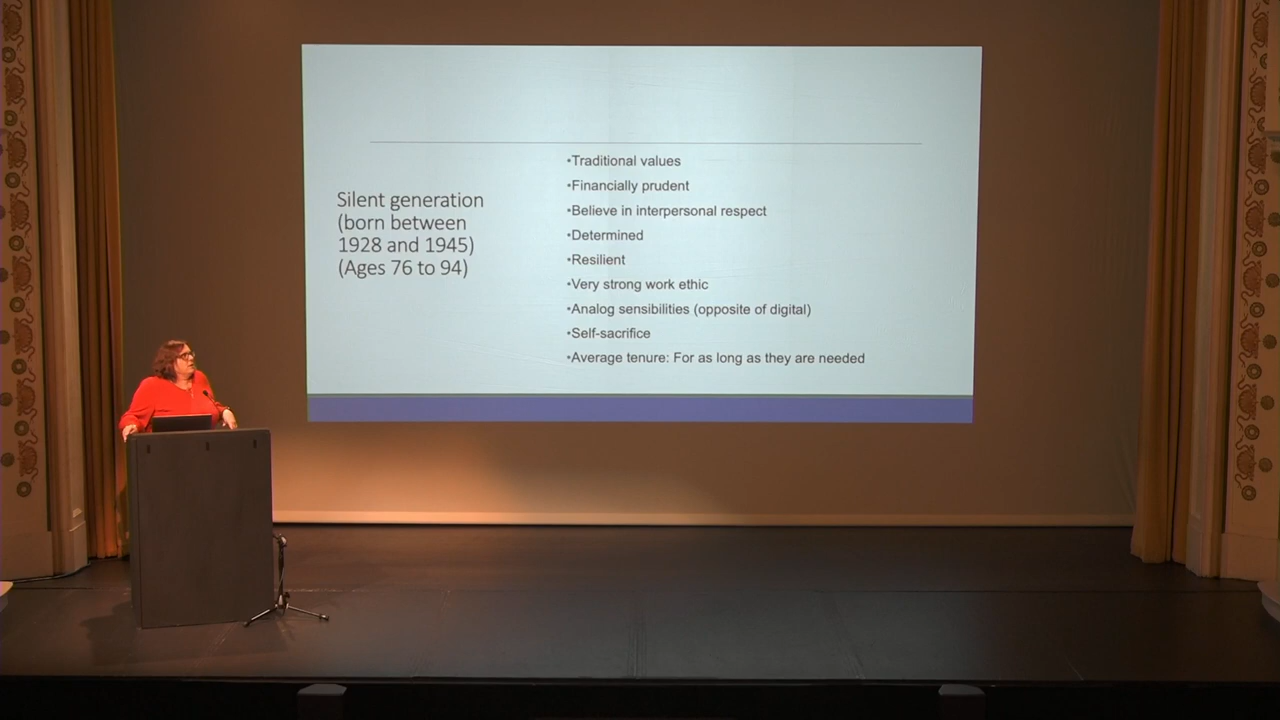 Silent generation
(born between
1928 and 1945)
(Ages 76 to 94)
•Traditional values
•Financially prudent
•Believe in interpersonal respect
•Determined
•Resilient
•Very strong work ethic
•Analog sensibilities (opposite of digital)
•Self-sacrifice
•Average tenure: For as long as they are needed